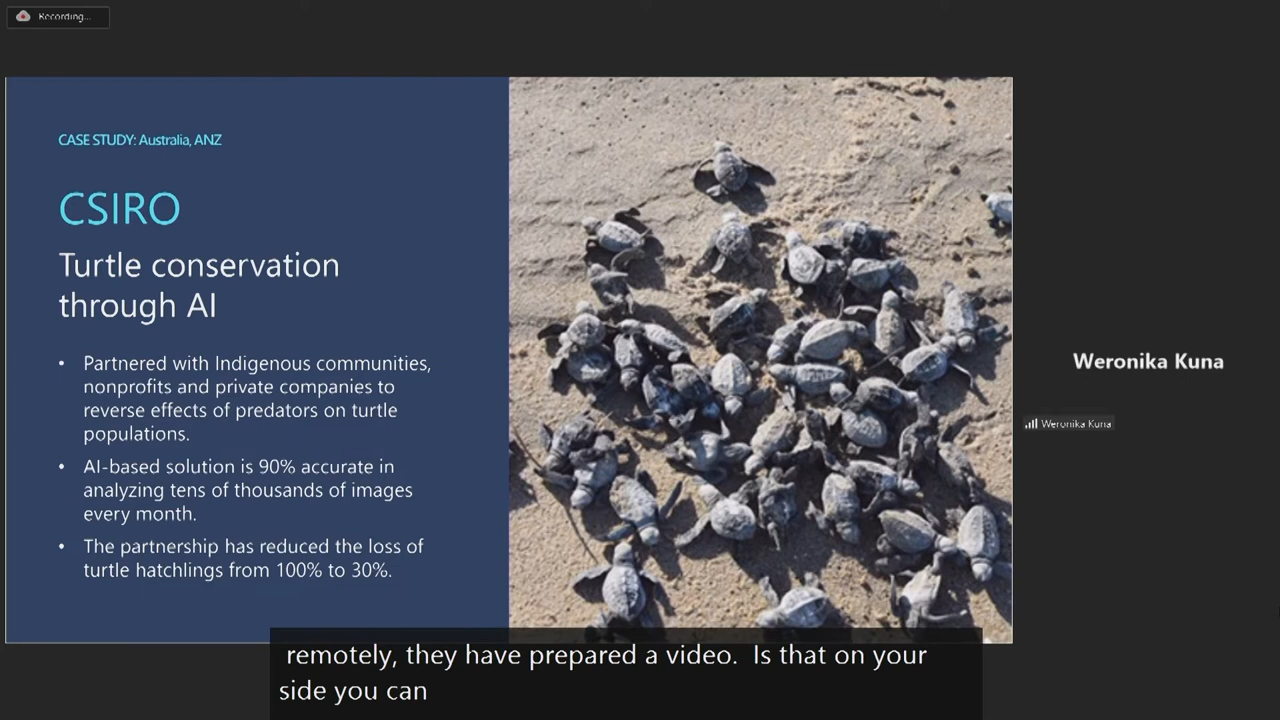 Recording...
CASE STUDY: Australia, ANZ
CSIRO
Turtle conservation
through AI
• Partnered with Indigenous communities,
nonprofits and private companies to
reverse effects of predators on turtle
populations.
• AI-based solution is 90% accurate in
analyzing tens of thousands of images
every month.
• The partnership has reduced the loss of
turtle hatchlings from 100% to 30%.
Weronika Kuna
Weronika Kuna
remotely, they have prepared a video. Is that on your
side you can